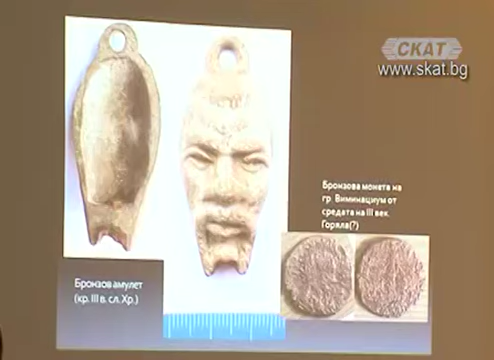 СКАТ
www.skat.bg
Бронзова монета на
гр. Виминациум от
средата на III век.
Горяла(?)
Бронзов амулет
(кр. III в. сл. Хр.)